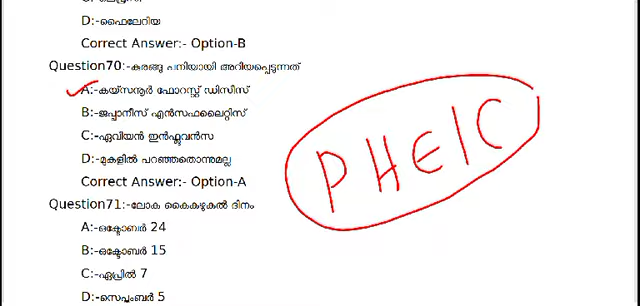 D:-ഫൈലേറിയ
Correct Answer:- Option-B
Question70:-കുരങ്ങു പനിയായി അറിയപ്പെടുന്നത്
A:-കയ്സനൂർ ഫോറസ്റ്റ് ഡിസീസ്
B:-ജപ്പാനീസ് എൻസഫലൈറ്റിസ്
C:-ഏവിയൻ ഇൻഫ്ലുവൻസ
D:-മുകളിൽ പറഞ്ഞതൊന്നുമല്ല
Correct Answer:- Option-A
PHEIC
Question71:-ലോക കൈകഴുകൽ ദിനം
A:-ഒക്ടോബർ 24
B:-ഒക്ടോബർ 15
C:-ഏപ്രിൽ 7
D:-സെപ്തംബർ 5